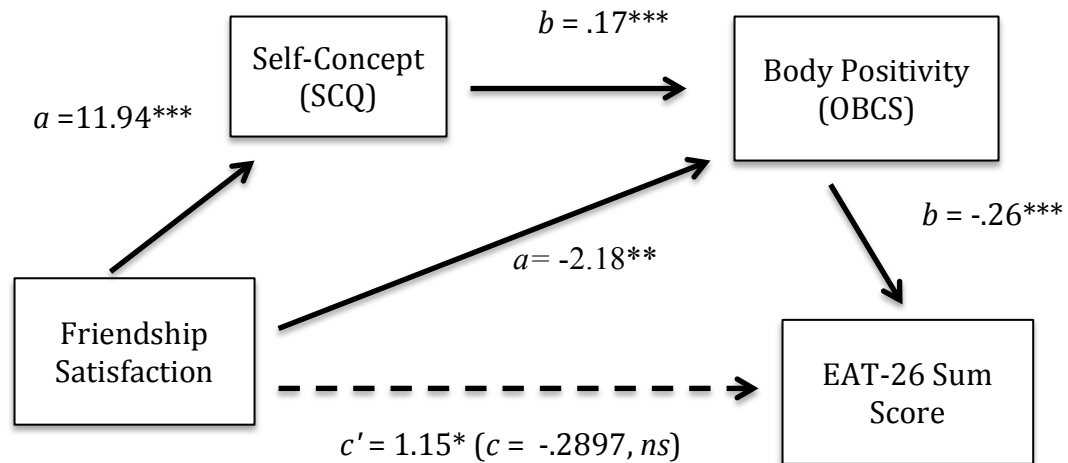 b = .17***
Self-Concept
(SCQ)
Body Positivity
(OBCS)
a =11.94***
b = -.26***
a= -2.18**
Friendship
Satisfaction
EAT-26 Sum
Score
c' = 1.15* (c = -.2897, ns)